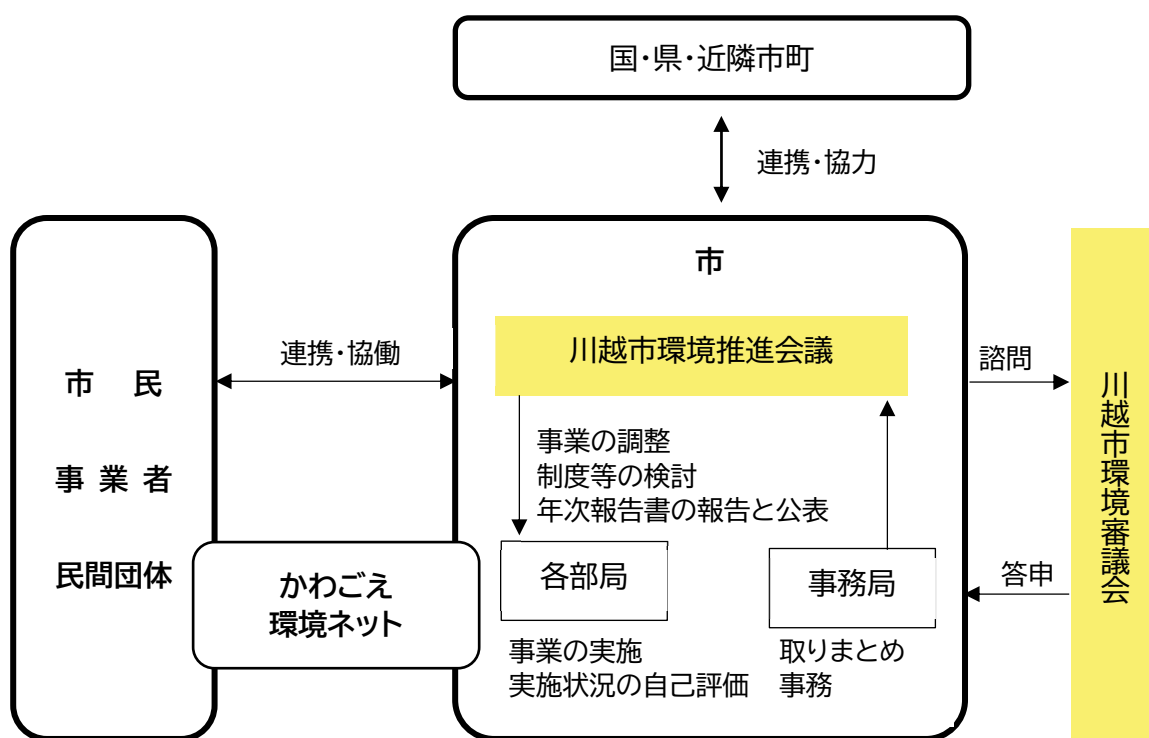 国・県・近隣市町
連携・協力
市
川越市環境推進会議
連携・協働
市　民
事 業 者
民間団体
かわごえ
環境ネット
事業の調整
制度等の検討
年次報告書の報告と公表
各部局
事業の実施
実施状況の自己評価
事務局
取りまとめ
事務
諮問
答申
川越市環境審議会